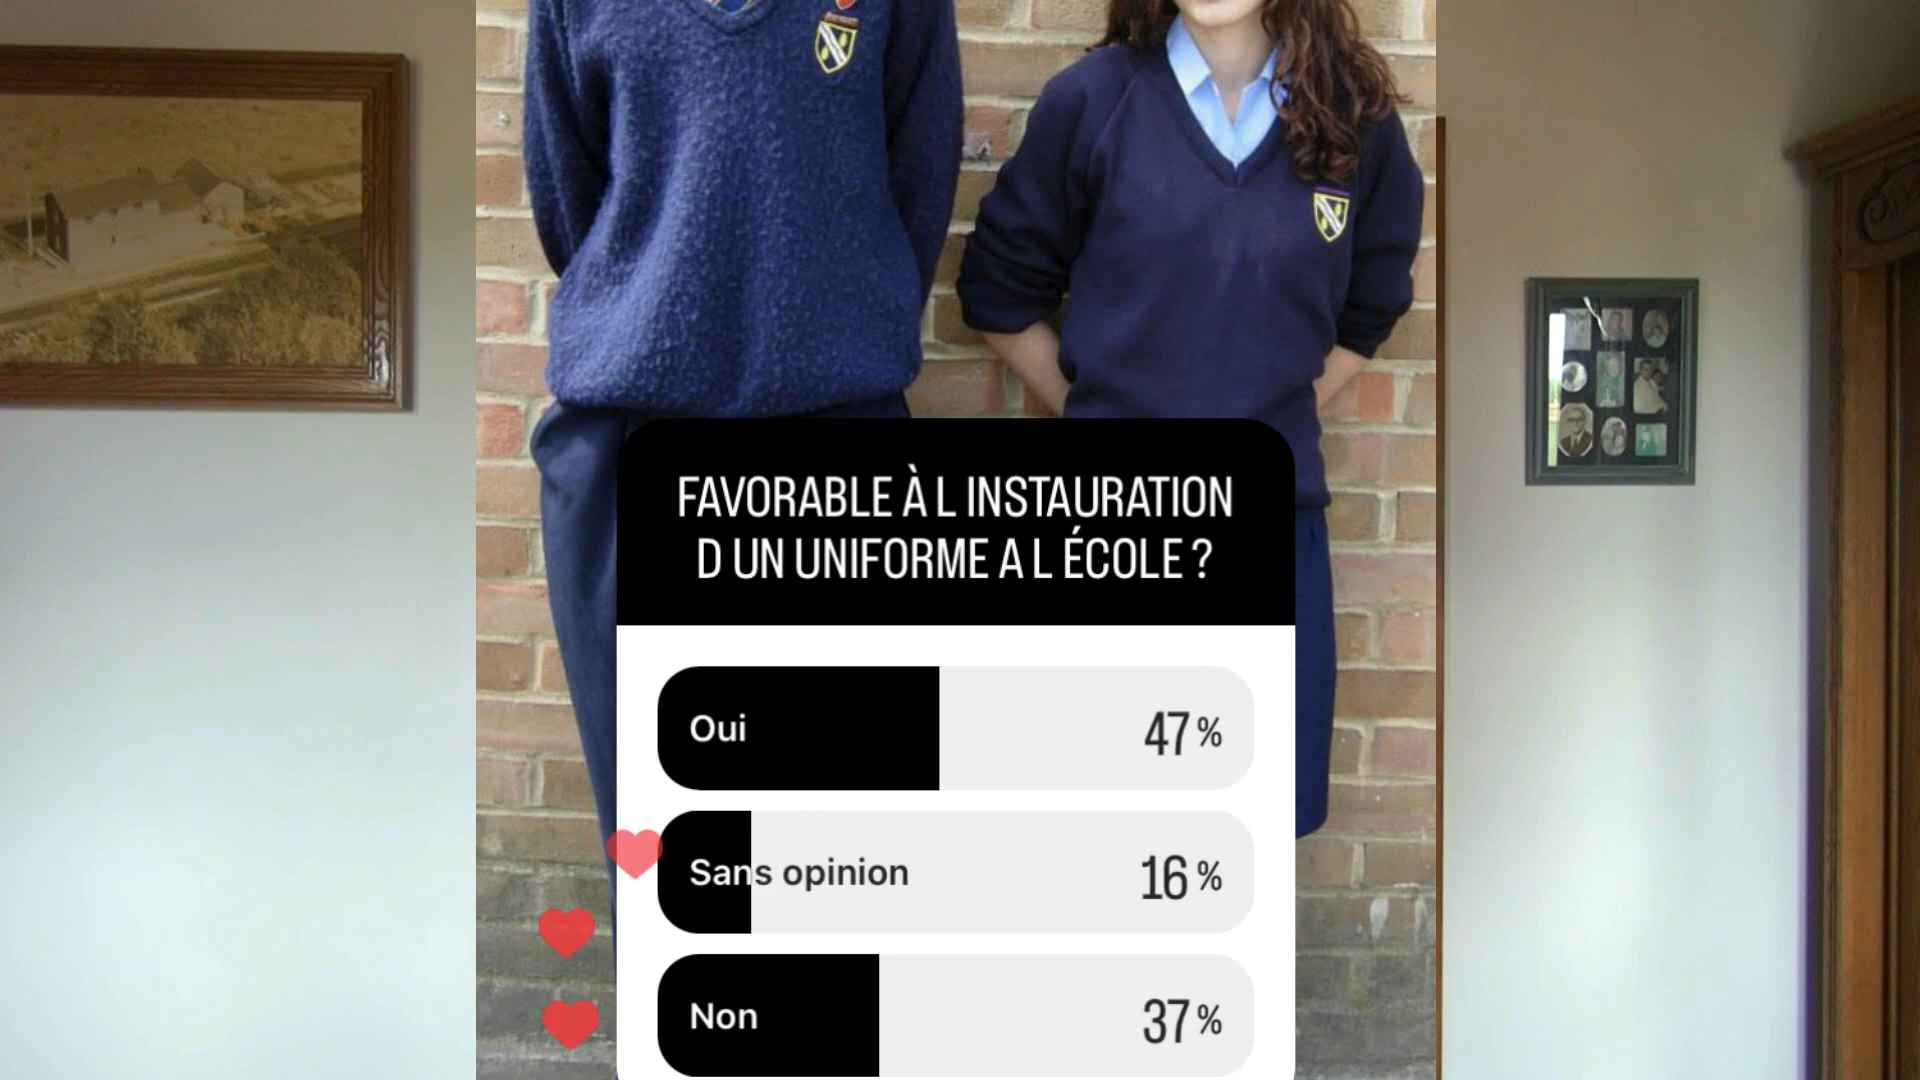 FAVORABLE À L INSTAURATION
D UN UNIFORME A L ÉCOLE ?
Oui 47 %
Sans opinion 16 %
Non 37 %